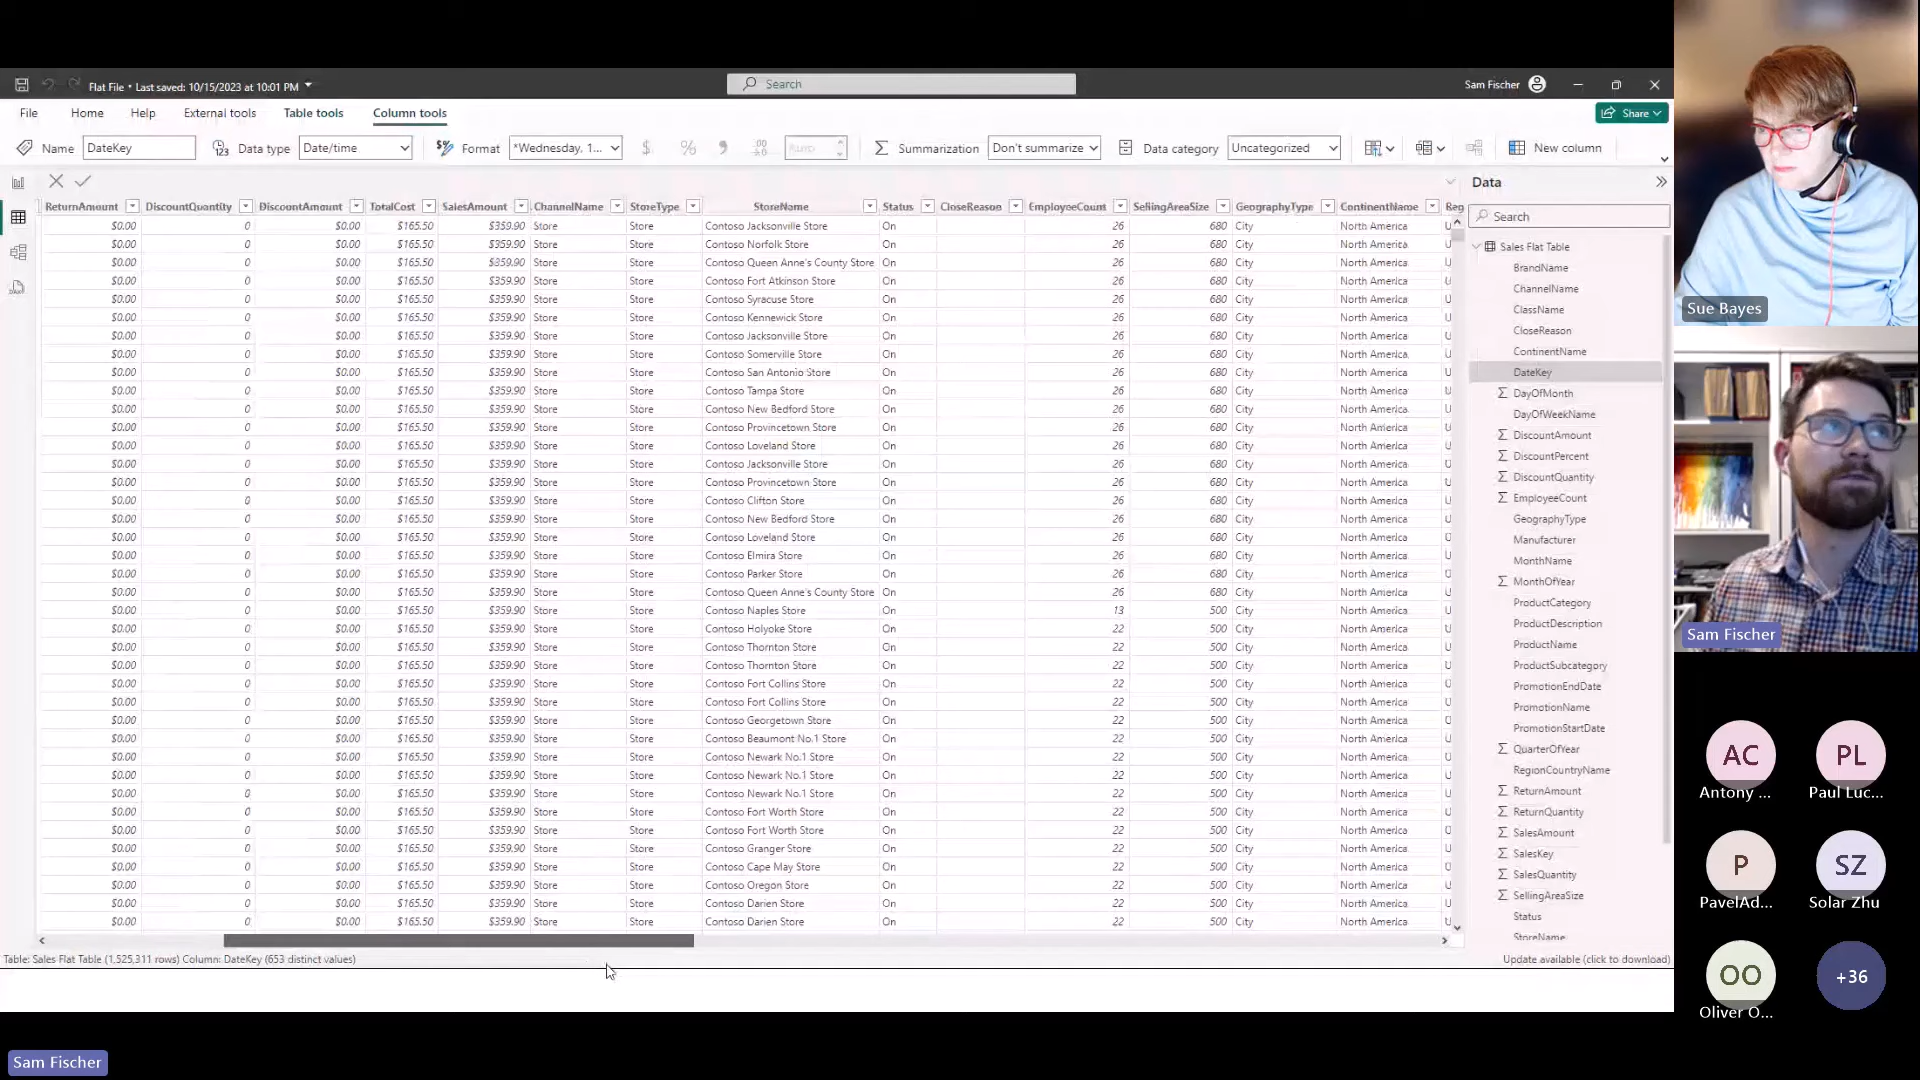 Flat File • Last saved: 10/15/2023 at 10:01 PM
Search
Sam Fischer
File Home Help External tools Table tools Column tools
Share
Name DateKey Data type Date/time Format *Wednesday, 1... $ % Auto Summarization Don't summarize Data category Uncategorized New column
Data
Search
ReturnAmount DiscountQuantity DiscountAmount TotalCost SalesAmount ChannelName StoreType StoreName Status CloseReason EmployeeCount SellingAreaSize GeographyType ContinentName Reg
$0.00 0 $0.00 $165.50 $359.90 Store Store Contoso Jacksonville Store On 26 680 City North America U
$0.00 0 $0.00 $165.50 $359.90 Store Store Contoso Norfolk Store On 26 680 City North America U
$0.00 0 $0.00 $165.50 $359.90 Store Store Contoso Queen Anne's County Store On 26 680 City North America U
$0.00 0 $0.00 $165.50 $359.90 Store Store Contoso Fort Atkinson Store On 26 680 City North America U
$0.00 0 $0.00 $165.50 $359.90 Store Store Contoso Syracuse Store On 26 680 City North America U
$0.00 0 $0.00 $165.50 $359.90 Store Store Contoso Kennewick Store On 26 680 City North America U
$0.00 0 $0.00 $165.50 $359.90 Store Store Contoso Jacksonville Store On 26 680 City North America U
$0.00 0 $0.00 $165.50 $359.90 Store Store Contoso Somerville Store On 26 680 City North America U
$0.00 0 $0.00 $165.50 $359.90 Store Store Contoso San Antonio Store On 26 680 City North America U
$0.00 0 $0.00 $165.50 $359.90 Store Store Contoso Tampa Store On 26 680 City North America U
$0.00 0 $0.00 $165.50 $359.90 Store Store Contoso New Bedford Store On 26 680 City North America U
$0.00 0 $0.00 $165.50 $359.90 Store Store Contoso Provincetown Store On 26 680 City North America U
$0.00 0 $0.00 $165.50 $359.90 Store Store Contoso Loveland Store On 26 680 City North America U
$0.00 0 $0.00 $165.50 $359.90 Store Store Contoso Jacksonville Store On 26 680 City North America U
$0.00 0 $0.00 $165.50 $359.90 Store Store Contoso Provincetown Store On 26 680 City North America U
$0.00 0 $0.00 $165.50 $359.90 Store Store Contoso Clifton Store On 26 680 City North America U
$0.00 0 $0.00 $165.50 $359.90 Store Store Contoso New Bedford Store On 26 680 City North America U
$0.00 0 $0.00 $165.50 $359.90 Store Store Contoso Loveland Store On 26 680 City North America U
$0.00 0 $0.00 $165.50 $359.90 Store Store Contoso Elmira Store On 26 680 City North America U
$0.00 0 $0.00 $165.50 $359.90 Store Store Contoso Parker Store On 26 680 City North America U
$0.00 0 $0.00 $165.50 $359.90 Store Store Contoso Queen Anne's County Store On 26 680 City North America U
$0.00 0 $0.00 $165.50 $359.90 Store Store Contoso Naples Store On 13 500 City North America U
$0.00 0 $0.00 $165.50 $359.90 Store Store Contoso Holyoke Store On 22 500 City North America U
$0.00 0 $0.00 $165.50 $359.90 Store Store Contoso Thornton Store On 22 500 City North America U
$0.00 0 $0.00 $165.50 $359.90 Store Store Contoso Thornton Store On 22 500 City North America U
$0.00 0 $0.00 $165.50 $359.90 Store Store Contoso Fort Collins Store On 22 500 City North America U
$0.00 0 $0.00 $165.50 $359.90 Store Store Contoso Fort Collins Store On 22 500 City North America U
$0.00 0 $0.00 $165.50 $359.90 Store Store Contoso Georgetown Store On 22 500 City North America U
$0.00 0 $0.00 $165.50 $359.90 Store Store Contoso Beaumont No.1 Store On 22 500 City North America U
$0.00 0 $0.00 $165.50 $359.90 Store Store Contoso Newark No.1 Store On 22 500 City North America U
$0.00 0 $0.00 $165.50 $359.90 Store Store Contoso Newark No.1 Store On 22 500 City North America U
$0.00 0 $0.00 $165.50 $359.90 Store Store Contoso Newark No.1 Store On 22 500 City North America U
$0.00 0 $0.00 $165.50 $359.90 Store Store Contoso Fort Worth Store On 22 500 City North America U
$0.00 0 $0.00 $165.50 $359.90 Store Store Contoso Fort Worth Store On 22 500 City North America U
$0.00 0 $0.00 $165.50 $359.90 Store Store Contoso Granger Store On 22 500 City North America U
$0.00 0 $0.00 $165.50 $359.90 Store Store Contoso Cape May Store On 22 500 City North America U
$0.00 0 $0.00 $165.50 $359.90 Store Store Contoso Oregon Store On 22 500 City North America U
$0.00 0 $0.00 $165.50 $359.90 Store Store Contoso Darien Store On 22 500 City North America U
$0.00 0 $0.00 $165.50 $359.90 Store Store Contoso Darien Store On 22 500 City North America U
Sales Flat Table
BrandName
ChannelName
ClassName
CloseReason
ContinentName
DateKey
DayOfMonth
DayOfWeekName
DiscountAmount
DiscountPercent
DiscountQuantity
EmployeeCount
GeographyType
Manufacturer
MonthName
MonthOfYear
ProductCategory
ProductDescription
ProductName
ProductSubcategory
PromotionEndDate
PromotionName
PromotionStartDate
QuarterOfYear
RegionCountryName
ReturnAmount
ReturnQuantity
SalesAmount
SalesKey
SalesQuantity
SellingAreaSize
Status
StoreName
Table: Sales Flat Table (1,525,311 rows) Column: DateKey (653 distinct values)
Update available (click to download)
Sue Bayes
Sam Fischer
AC PL
Antony ... Paul Luc...
P SZ
PavelAd... Solar Zhu
OO +36
Oliver O...
Sam Fischer